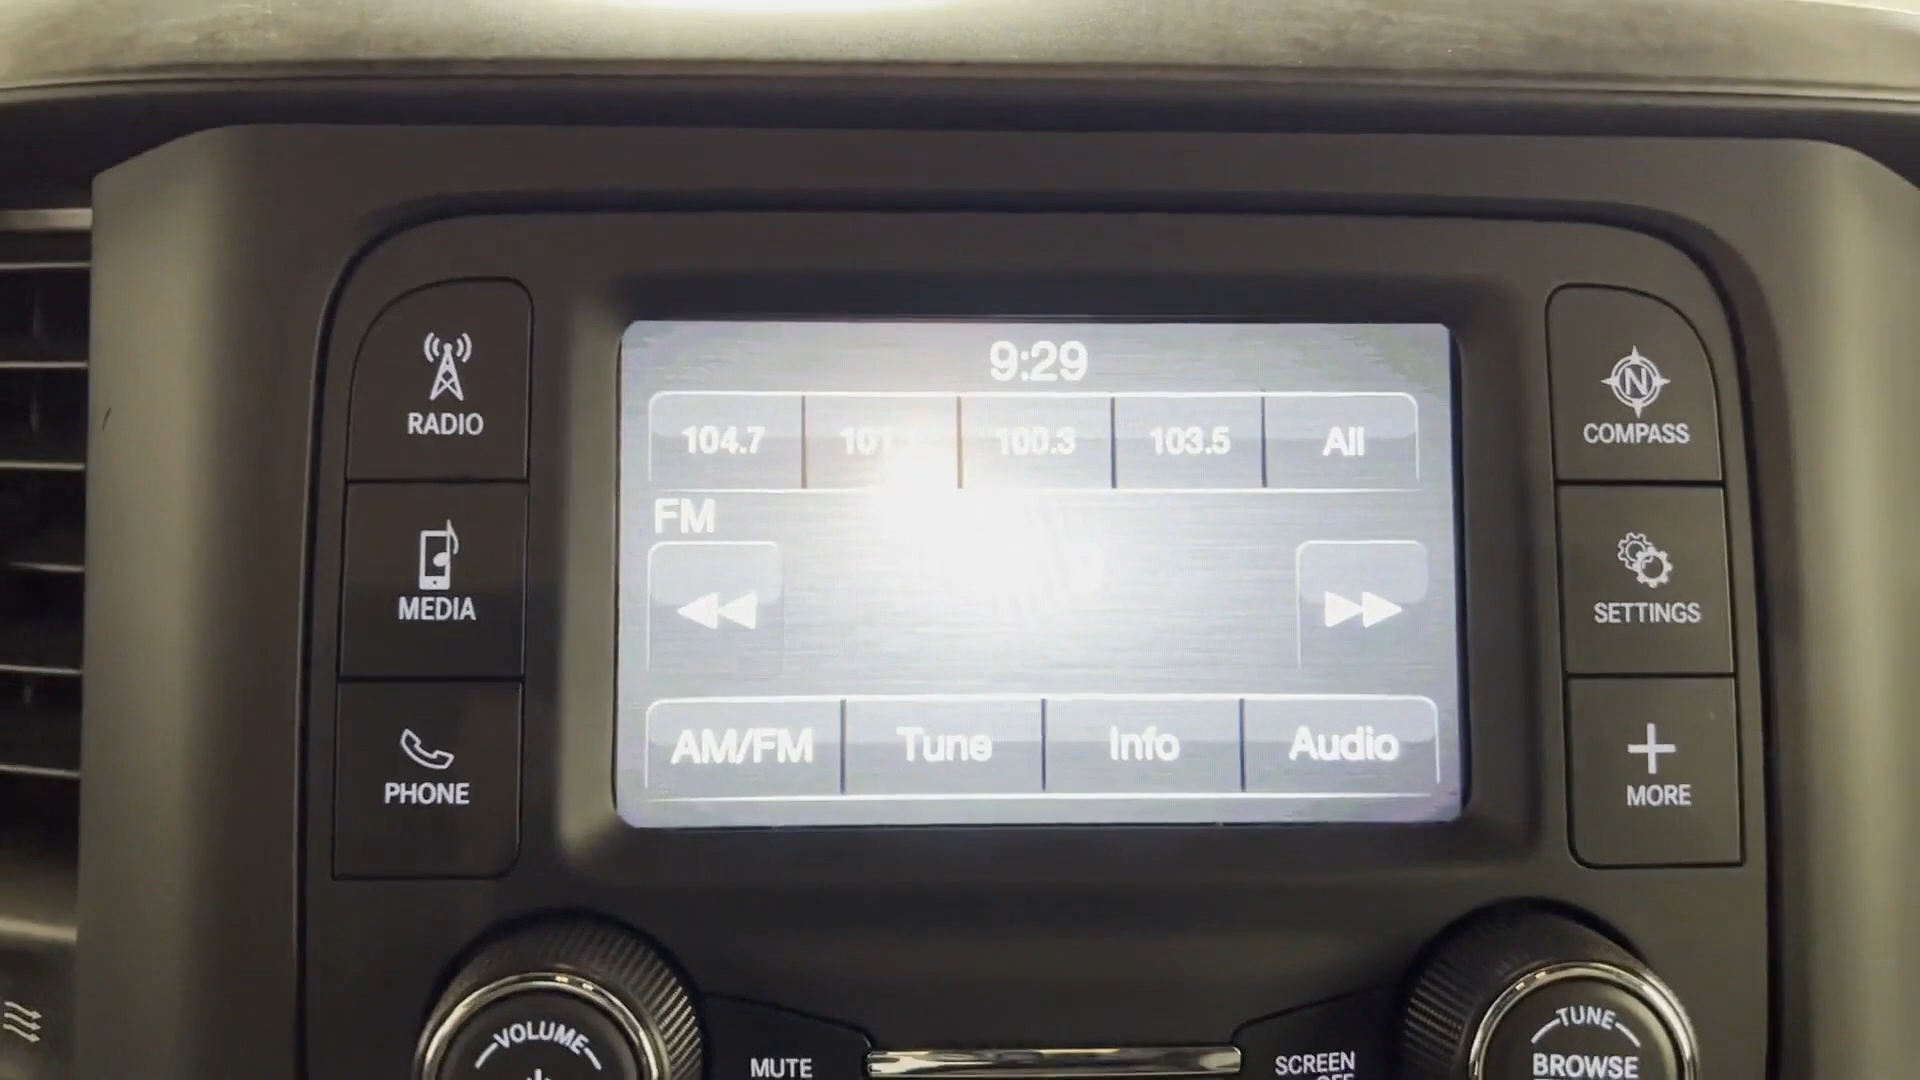 9:29
104.7 100.3 103.5 All
FM
AM/FM Tune Info Audio
RADIO
MEDIA
PHONE
COMPASS
SETTINGS
MORE
VOLUME
MUTE
SCREEN
OFF
TUNE
BROWSE